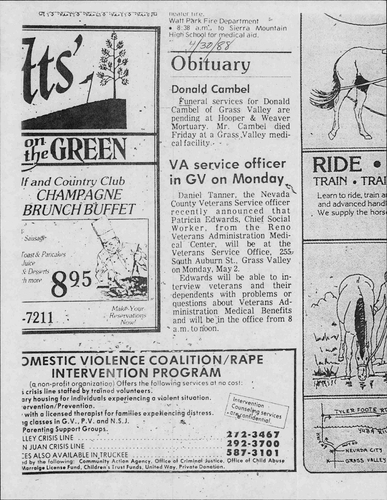 Watt Park Fire Department
• 8:38 a.m. to Sierra Mountain
High School for medical aid.
4/30/88
Obituary
Donald Cambel
Funeral services for Donald
Cambel of Grass Valley are
pending at Hooper & Weaver
Mortuary. Mr. Cambel died
Friday at a Grass Valley medi-
cal facility.
VA service officer
in GV on Monday
Daniel Tanner, the Nevada
County Veterans Service officer
recently announced that
Patricia Edwards, Chief Social
Worker, from the Reno
Veterans Administration Medi-
cal Center, will be at the
Veterans Service Office, 255
South Auburn St., Grass Valley
on Monday, May 2.
Edwards will be able to in-
terview veterans and their
dependents with problems or
questions about Veterans Ad-
ministration Medical Benefits
and will be in the office from 8
a.m. to noon.
tts'
on
the GREEN
lf and Country Club
CHAMPAGNE
BRUNCH BUFFET
Sausage
Toast & Pancakes
Juice
& Desserts
h more
8 95
Make Your
Reservations
Now!
-7211
RIDE •
TRAIN • TRAI
Learn to ride, train a
and advanced handl
We supply the horse
TYLER FOOTE R
NEVADA CITY
GRASS VALLEY
OMESTIC VIOLENCE COALITION/RAPE
INTERVENTION PROGRAM
(a non-profit organization) Offers the following services at no cost:
crisis line staffed by trained volunteers.
ary housing for individuals experiencing a violent situation.
ervention/Prevention.
with a licensed therapist for families experiencing distress.
ng classes in G.V., P.V. and N.S.J.
Parenting Support Groups.
Intervention
Counseling services
are confidential
LLEY CRISIS LINE 272-3467
N JUAN CRISIS LINE 292-3700
CES ALSO AVAILABLE IN TRUCKEE 587-3101
the following: Community Action Agency, Office of Criminal Justice, Office of Child Abuse
Marraige License Fund, Children's Trust Funds, United Way, Private Donation.